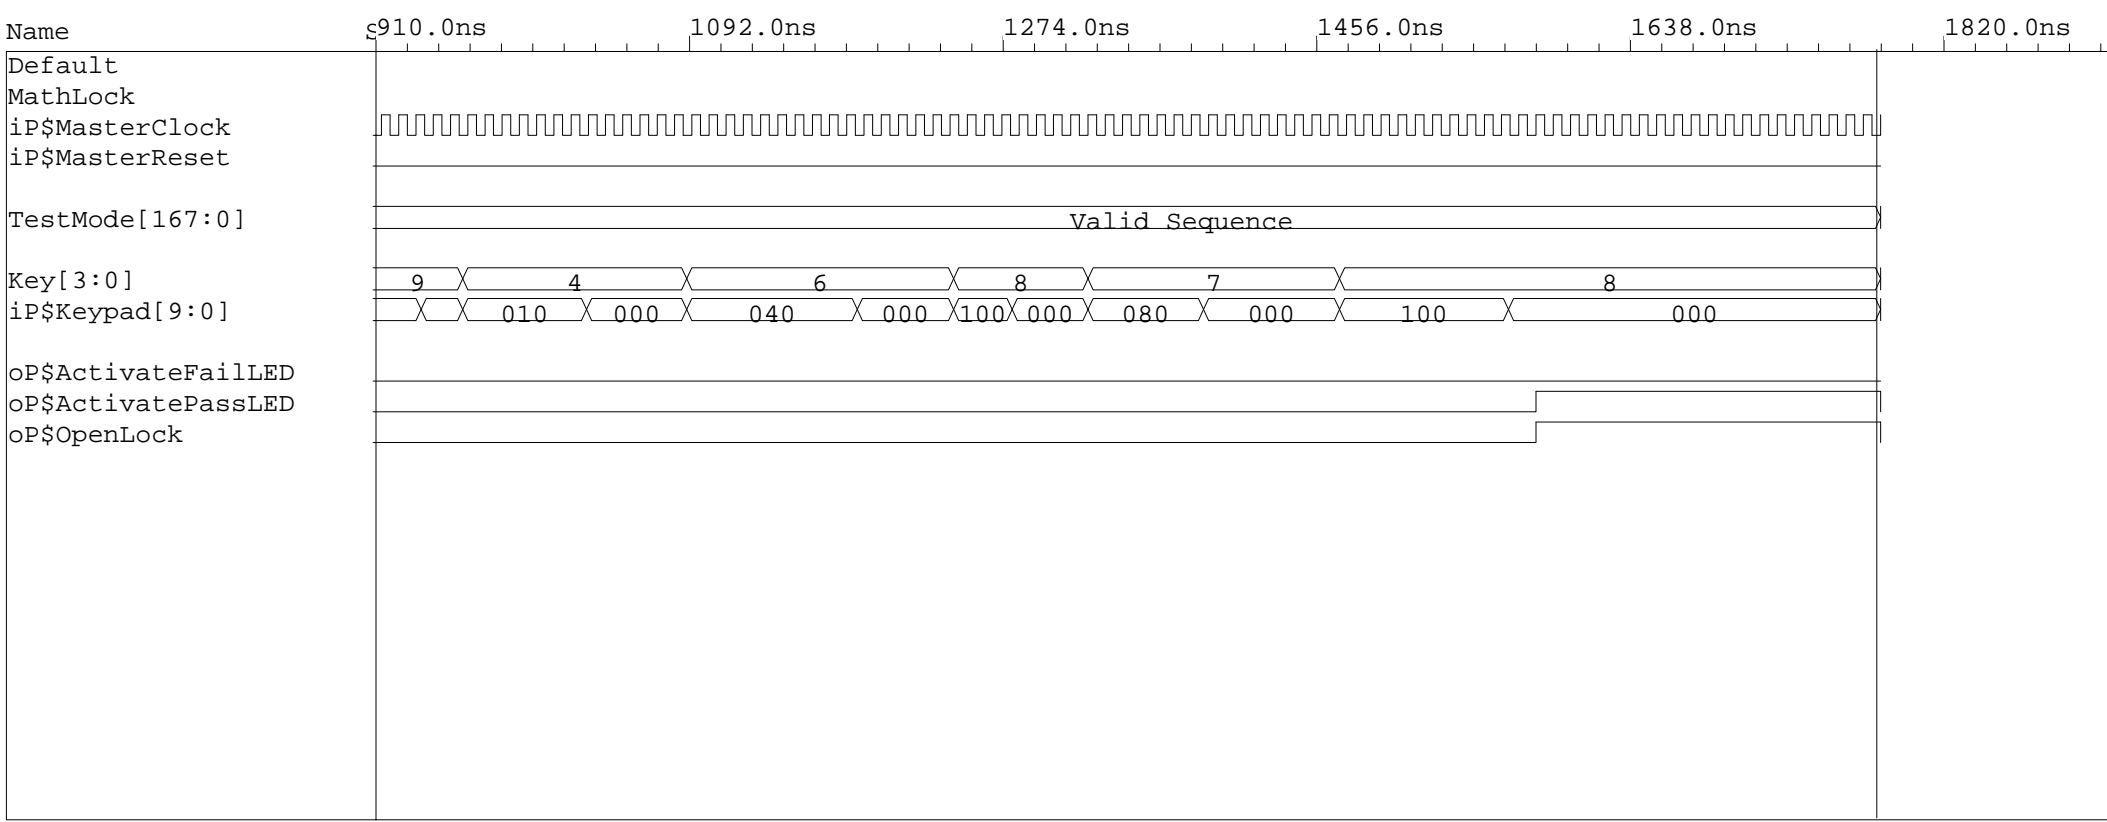 Name s910.0ns 1092.0ns 1274.0ns 1456.0ns 1638.0ns 1820.0ns
Default
MathLock
iP$MasterClock
iP$MasterReset
TestMode[167:0] Valid Sequence
Key[3:0] 9 4 6 8 7 8
iP$Keypad[9:0] 010 000 040 000 100 000 080 000 100 000
oP$ActivateFailLED
oP$ActivatePassLED
oP$OpenLock